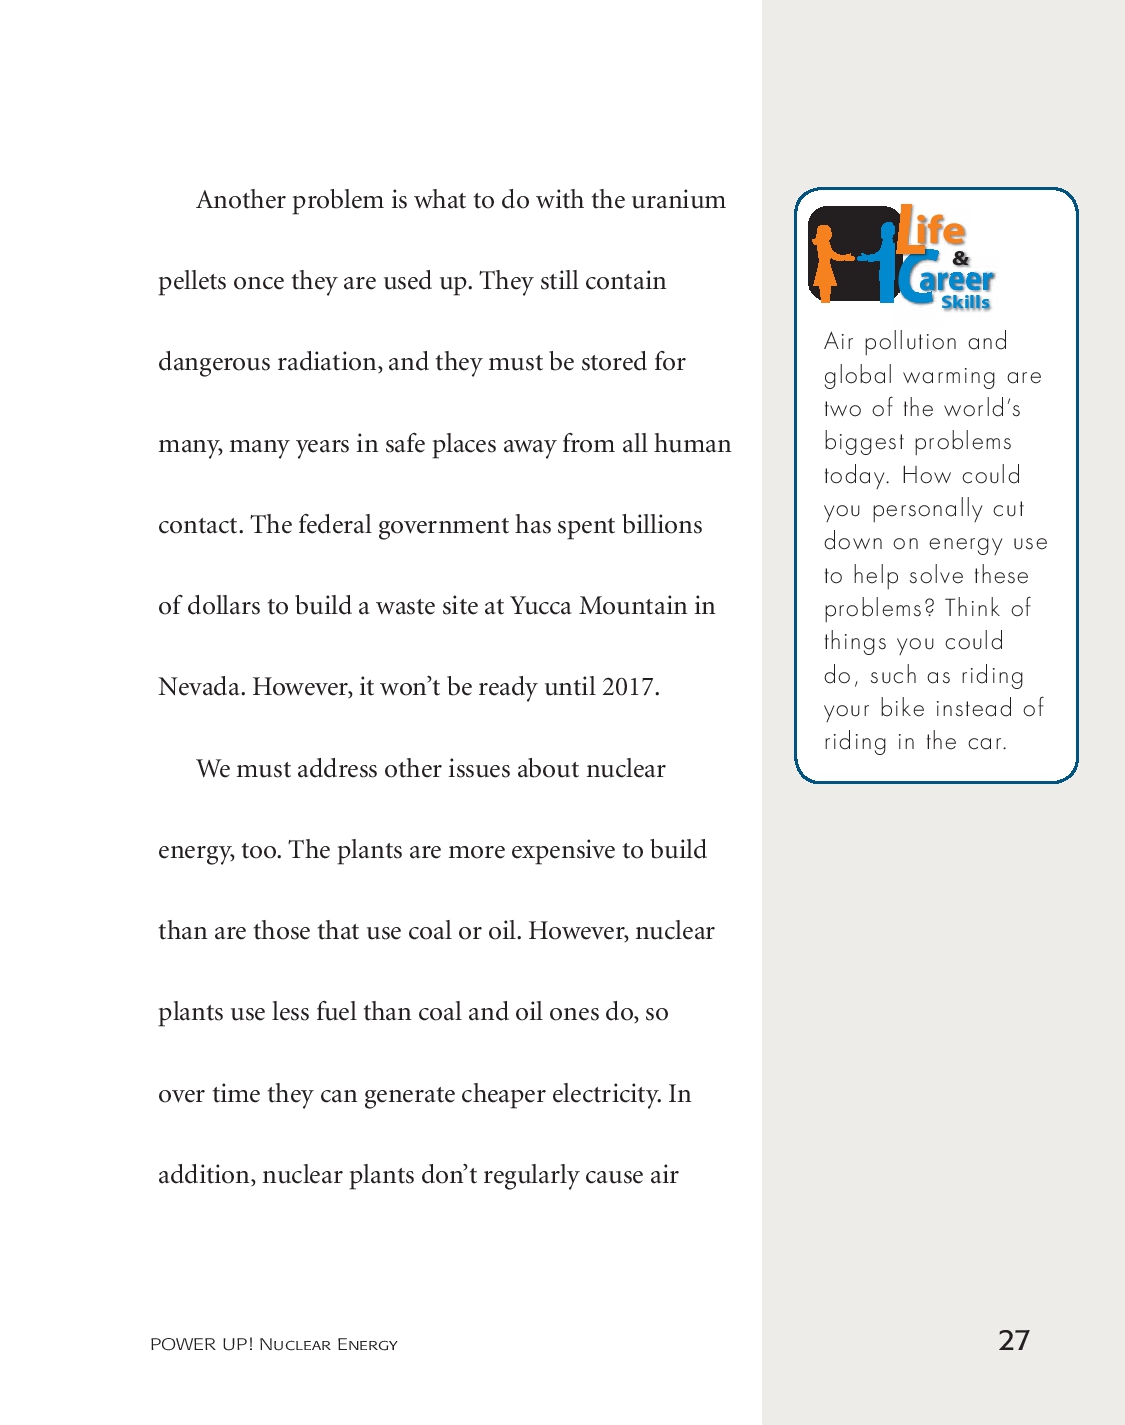 Another problem is what to do with the uranium
pellets once they are used up. They still contain
dangerous radiation, and they must be stored for
many, many years in safe places away from all human
contact. The federal government has spent billions
of dollars to build a waste site at Yucca Mountain in
Nevada. However, it won’t be ready until 2017.
We must address other issues about nuclear
energy, too. The plants are more expensive to build
than are those that use coal or oil. However, nuclear
plants use less fuel than coal and oil ones do, so
over time they can generate cheaper electricity. In
addition, nuclear plants don’t regularly cause air
Life
&
Career
Skills
Air pollution and
global warming are
two of the world’s
biggest problems
today. How could
you personally cut
down on energy use
to help solve these
problems? Think of
things you could
do, such as riding
your bike instead of
riding in the car.
POWER UP! Nuclear Energy
27